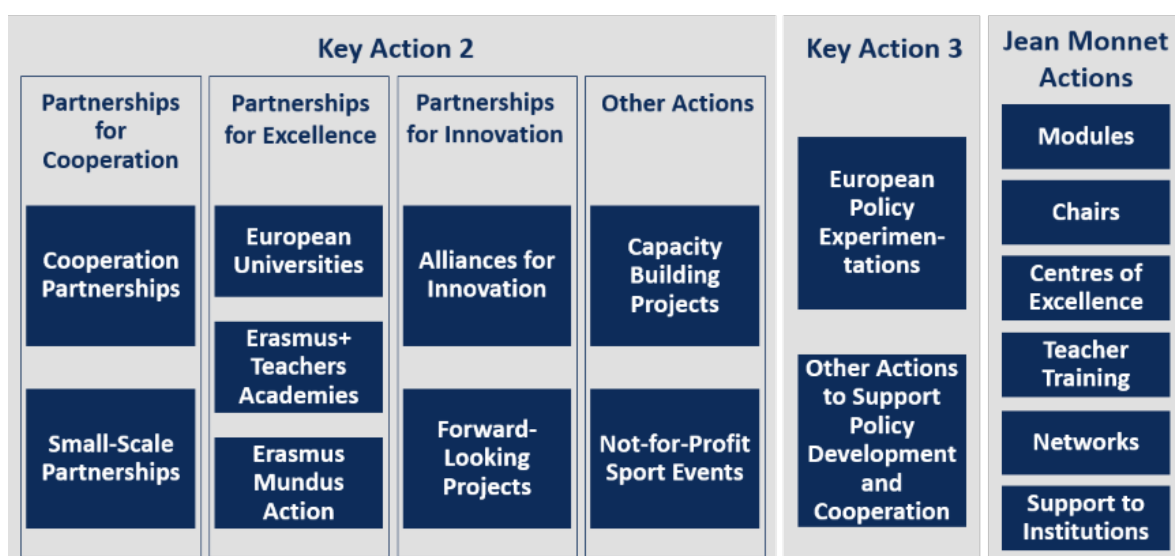 Key Action 2
Partnerships
for
Cooperation
Cooperation
Partnerships
Small-Scale
Partnerships
Partnerships
for Excellence
European
Universities
Erasmus+
Teachers
Academies
Erasmus
Mundus
Action
Partnerships
for Innovation
Alliances for
Innovation
Forward-
Looking
Projects
Other Actions
Capacity
Building
Projects
Not-for-Profit
Sport Events
Key Action 3
European
Policy
Experimen-
tations
Other Actions
to Support
Policy
Development
and
Cooperation
Jean Monnet
Actions
Modules
Chairs
Centres of
Excellence
Teacher
Training
Networks
Support to
Institutions